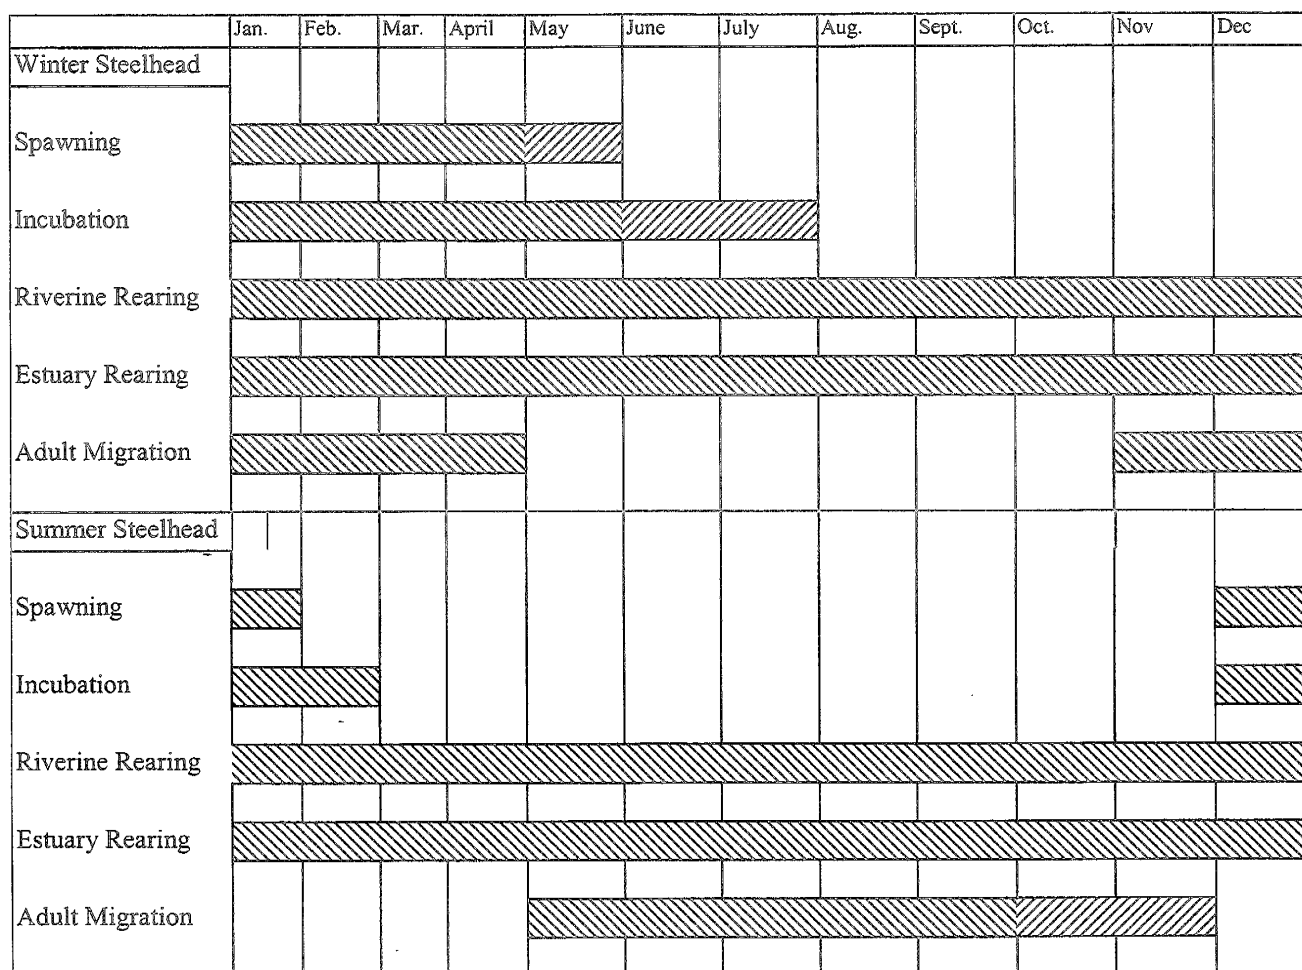 Jan. Feb. Mar. April May June July Aug. Sept. Oct. Nov Dec
Winter Steelhead
Spawning
Incubation
Riverine Rearing
Estuary Rearing
Adult Migration
Summer Steelhead
Spawning
Incubation
Riverine Rearing
Estuary Rearing
Adult Migration